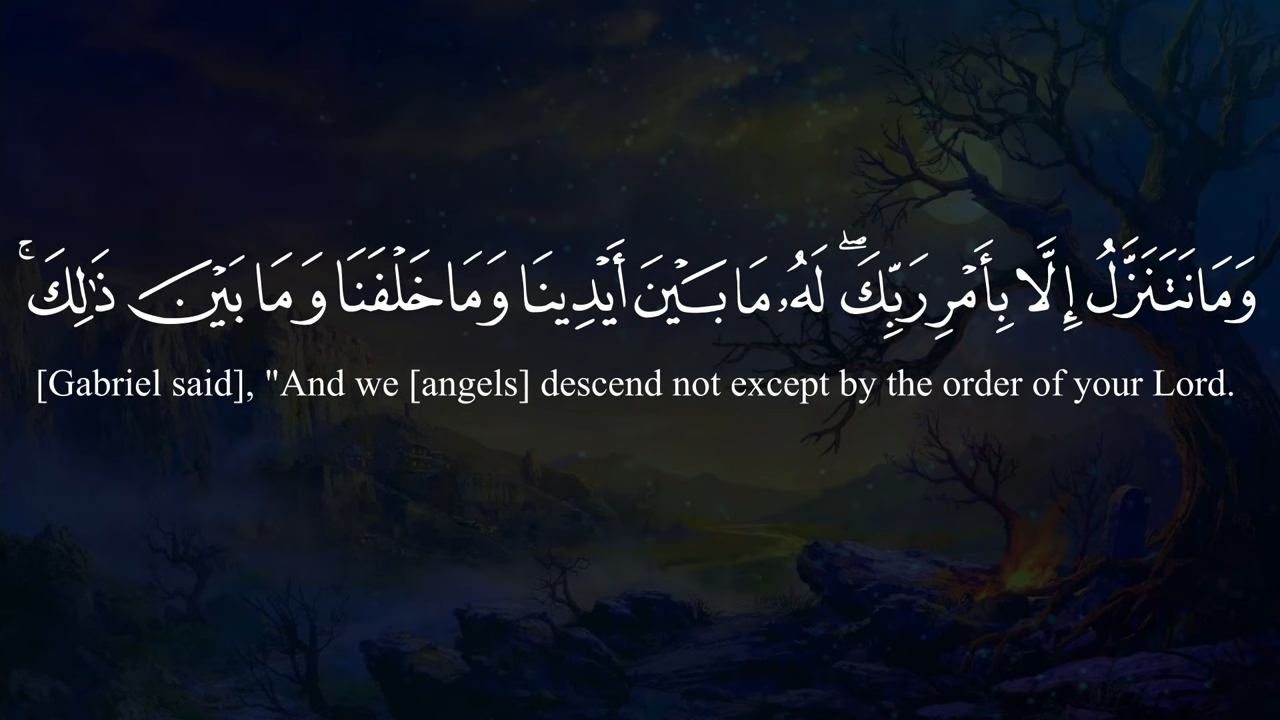 وَمَا نَتَنَزَّلُ إِلَّا بِأَمْرِ رَبِّكَ ۖ لَهُۥ مَا بَيْنَ أَيْدِينَا وَمَا خَلْفَنَا وَمَا بَيْنَ ذَٰلِكَ ۚ
[Gabriel said], "And we [angels] descend not except by the order of your Lord.